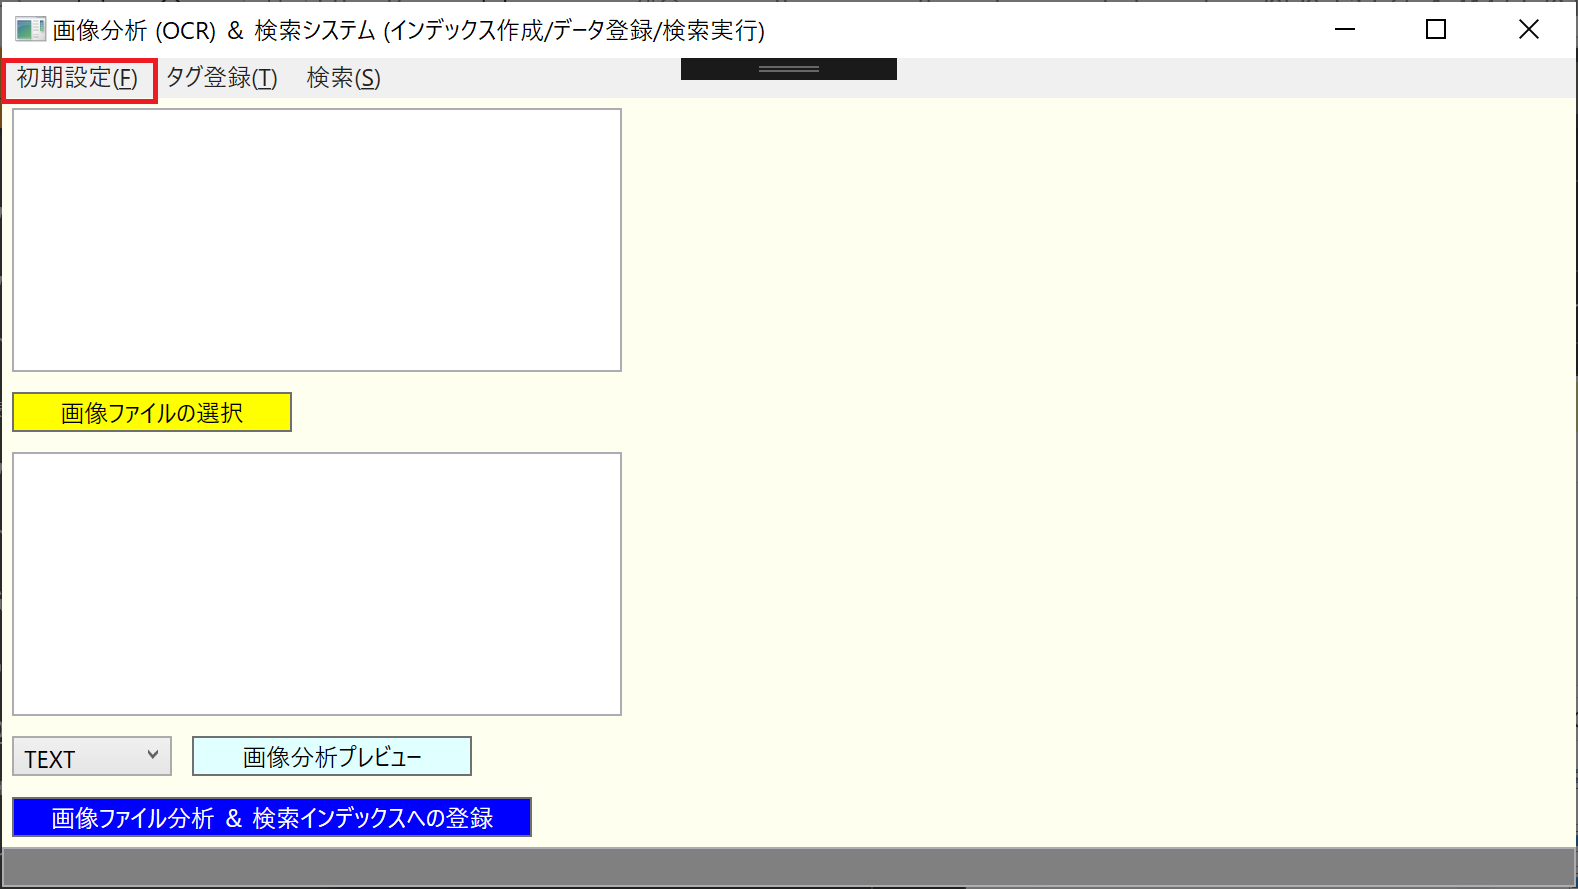 画像分析 (OCR) ＆ 検索システム (インデックス作成/データ登録/検索実行)
初期設定(F) タグ登録(T) 検索(S)
画像ファイルの選択
TEXT 画像分析プレビュー
画像ファイル分析 ＆ 検索インデックスへの登録